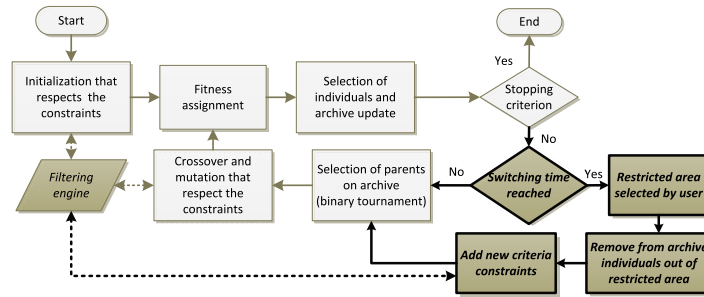 Start
End
Yes
Initialization that
respects the
constraints
Fitness
assignment
Selection of
individuals and
archive update
Stopping
criterion
No
Filtering
engine
Crossover and
mutation that
respect the
constraints
Selection of parents
on archive
(binary tournament)
No
Switching time
reached
Yes
Restricted area
selected by user
Add new criteria
constraints
Remove from archive
individuals out of
restricted area